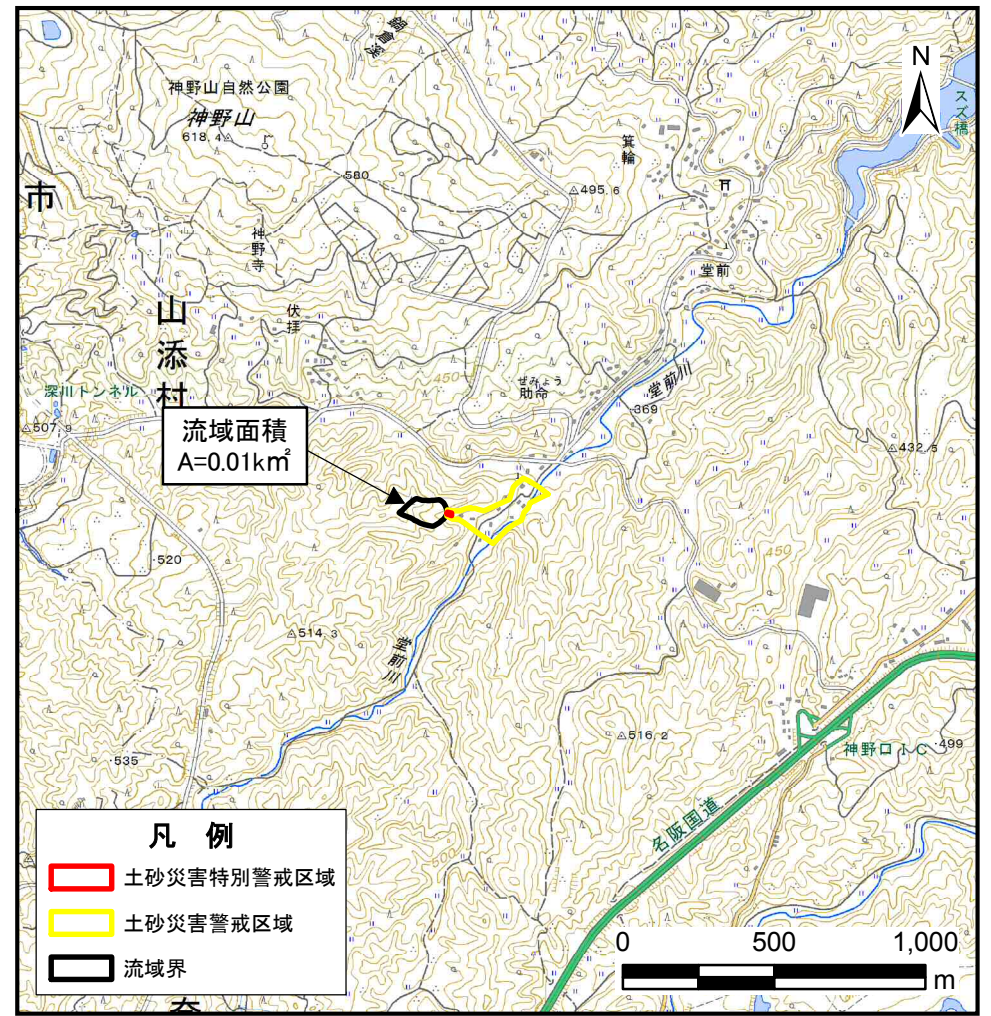 鍋倉渓
N
神野山自然公園
神野山
618.4
スズ橋
箕輪
580
495.6
市
神野寺
堂前
山添村
伏拝
450
ぜみょう
助命
堂前川
深川トンネル
369
507.9
流域面積
A=0.01km²
432.5
520
450
514.3
堂前川
516.2
神野口IC
499
535
名阪国道
500
凡 例
土砂災害特別警戒区域
土砂災害警戒区域
流域界
0 500 1,000
m